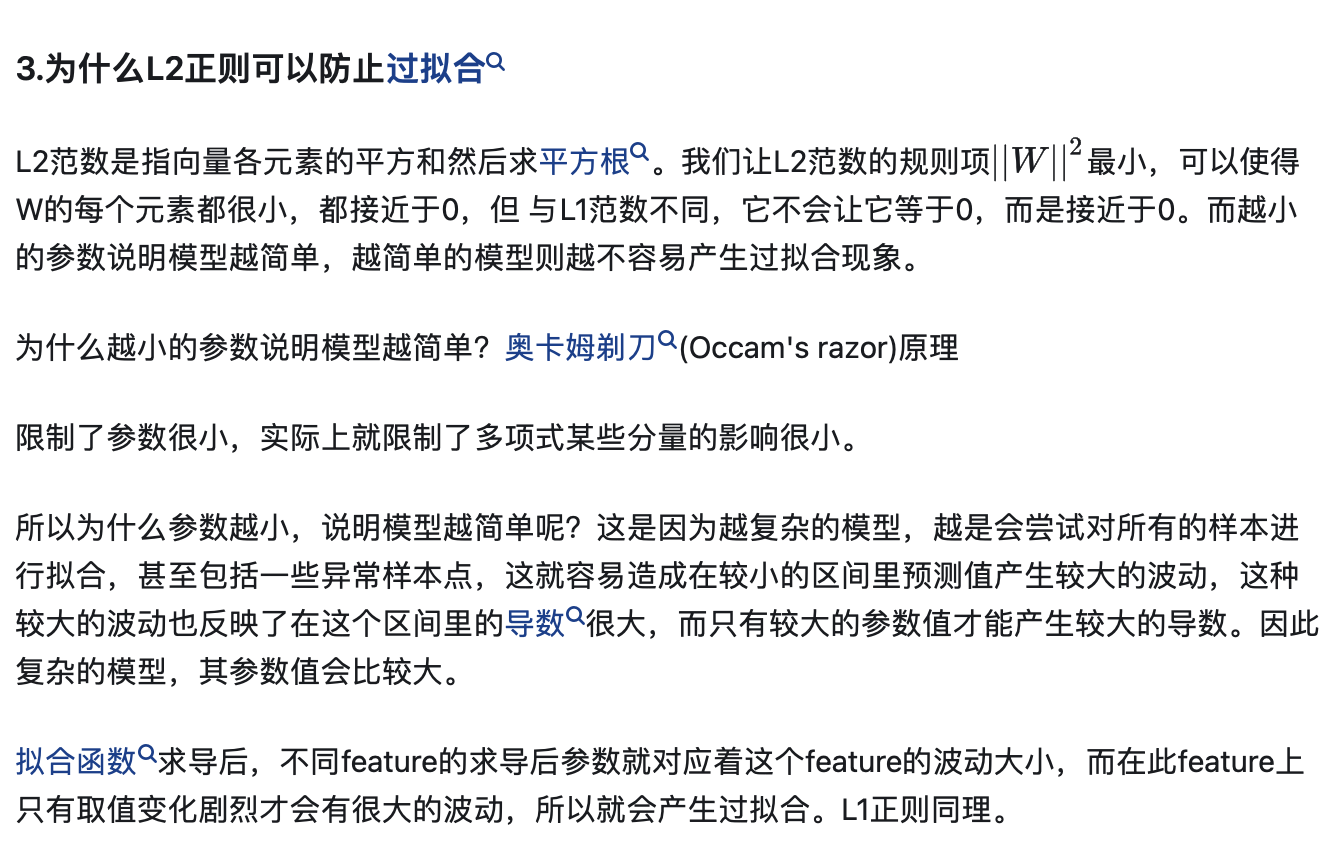 3.为什么L2正则可以防止过拟合
L2范数是指向量各元素的平方和然后求平方根。我们让L2范数的规则项||W||²最小，可以使得
W的每个元素都很小，都接近于0，但 与L1范数不同，它不会让它等于0，而是接近于0。而越小
的参数说明模型越简单，越简单的模型则越不容易产生过拟合现象。
为什么越小的参数说明模型越简单？奥卡姆剃刀(Occam's razor)原理
限制了参数很小，实际上就限制了多项式某些分量的影响很小。
所以为什么参数越小，说明模型越简单呢？这是因为越复杂的模型，越是会尝试对所有的样本进
行拟合，甚至包括一些异常样本点，这就容易造成在较小的区间里预测值产生较大的波动，这种
较大的波动也反映了在这个区间里的导数很大，而只有较大的参数值才能产生较大的导数。因此
复杂的模型，其参数值会比较大。
拟合函数求导后，不同feature的求导后参数就对应着这个feature的波动大小，而在此feature上
只有取值变化剧烈才会有很大的波动，所以就会产生过拟合。L1正则同理。